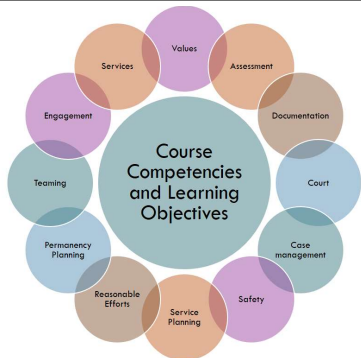 Values
Assessment
Documentation
Court
Case
management
Safety
Service
Planning
Reasonable
Efforts
Permanency
Planning
Teaming
Engagement
Services
Course
Competencies
and Learning
Objectives